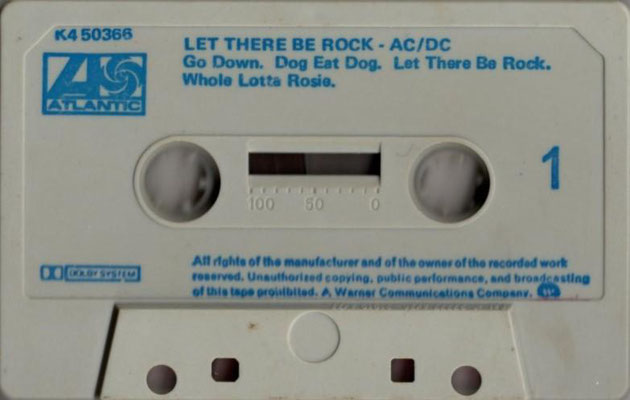 K4 50366
LET THERE BE ROCK - AC/DC
Go Down. Dog Eat Dog. Let There Be Rock.
Whole Lotta Rosie.
ATLANTIC
1
100 50 0
DOLBY SYSTEM
All rights of the manufacturer and of the owner of the recorded work
reserved. Unauthorized copying, public performance, and broadcasting
of this tape prohibited. A Warner Communications Company.